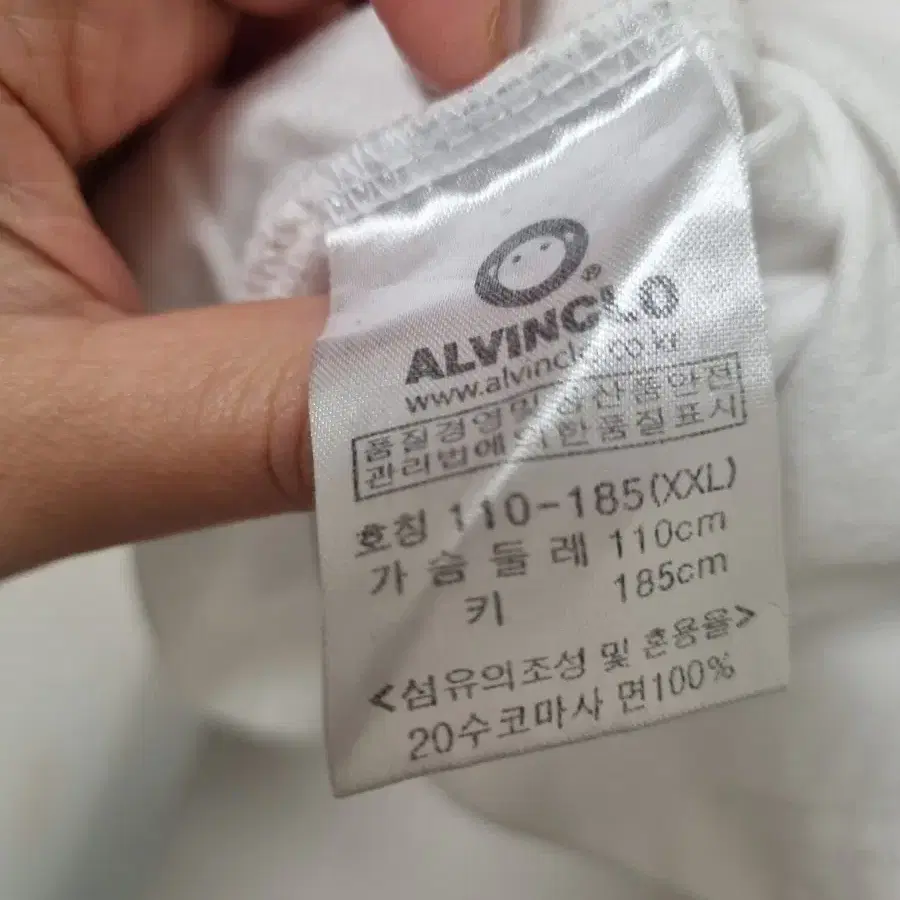 ALVINCLO®
www.alvinclo.co.kr
품질경영및 공산품안전
관리법에 의한품질표시
호칭 110-185(XXL)
가 슴 둘 레 110cm
키 185cm
<섬유의조성 및 혼용율>
20수코마사 면100%